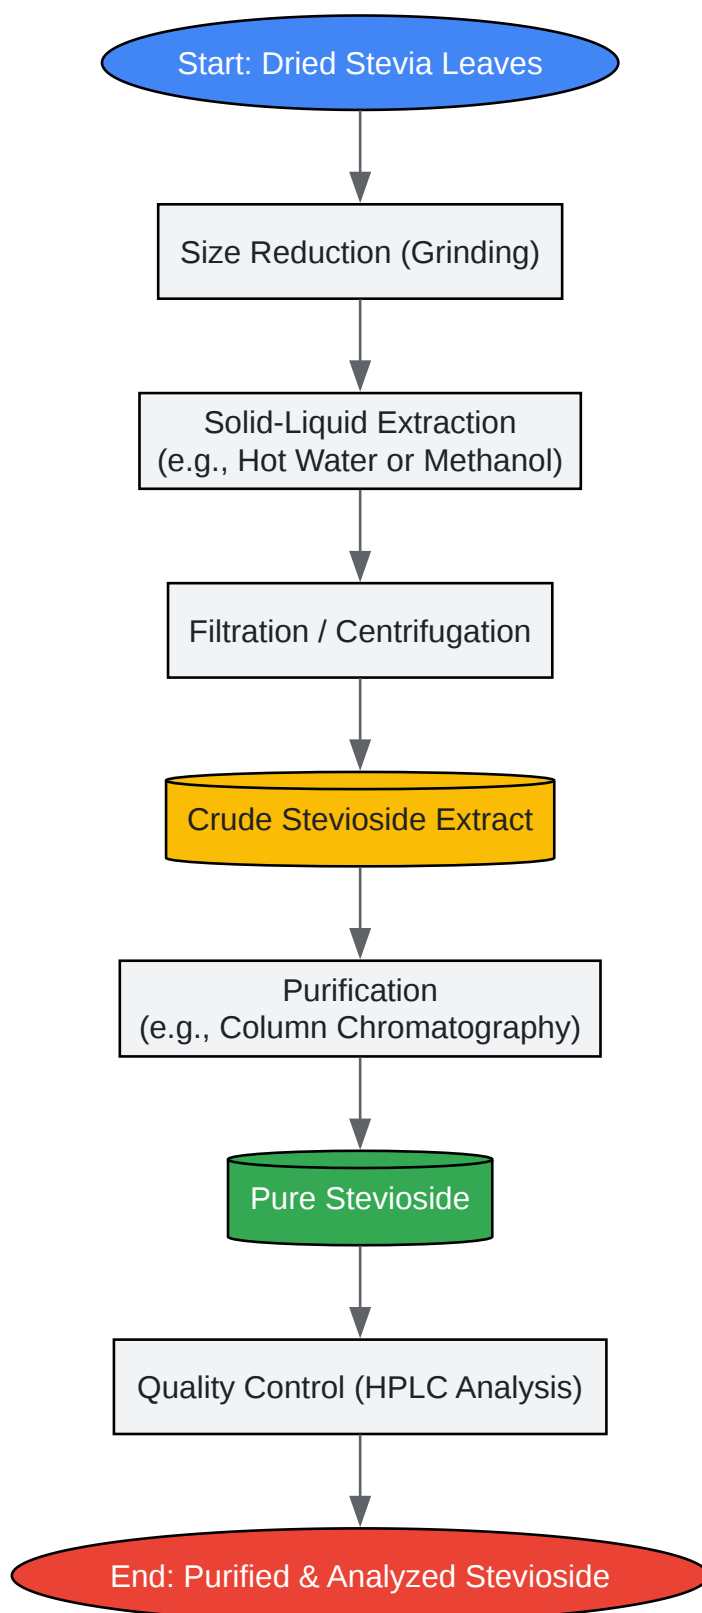 Start: Dried Stevia Leaves
Size Reduction (Grinding)
Solid-Liquid Extraction
(e.g., Hot Water or Methanol)
Filtration / Centrifugation
Crude Stevioside Extract
Purification
(e.g., Column Chromatography)
Pure Stevioside
Quality Control (HPLC Analysis)
End: Purified & Analyzed Stevioside